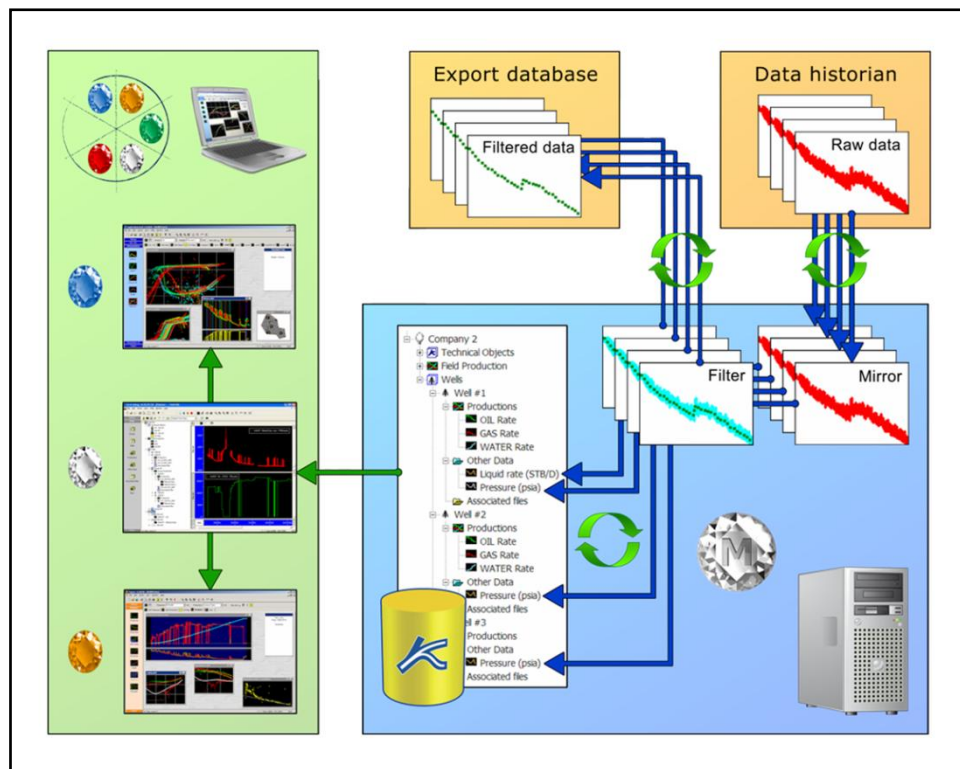 Export database
Filtered data
Data historian
Raw data
Filter
Mirror
Company 2
Technical Objects
Field Production
Wells
Well #1
Productions
OIL Rate
GAS Rate
WATER Rate
Other Data
Liquid rate (STB/D)
Pressure (psia)
Associated files
Well #2
Productions
OIL Rate
GAS Rate
WATER Rate
Other Data
Pressure (psia)
Associated files
#3
Productions
Other Data
Pressure (psia)
Associated files
M